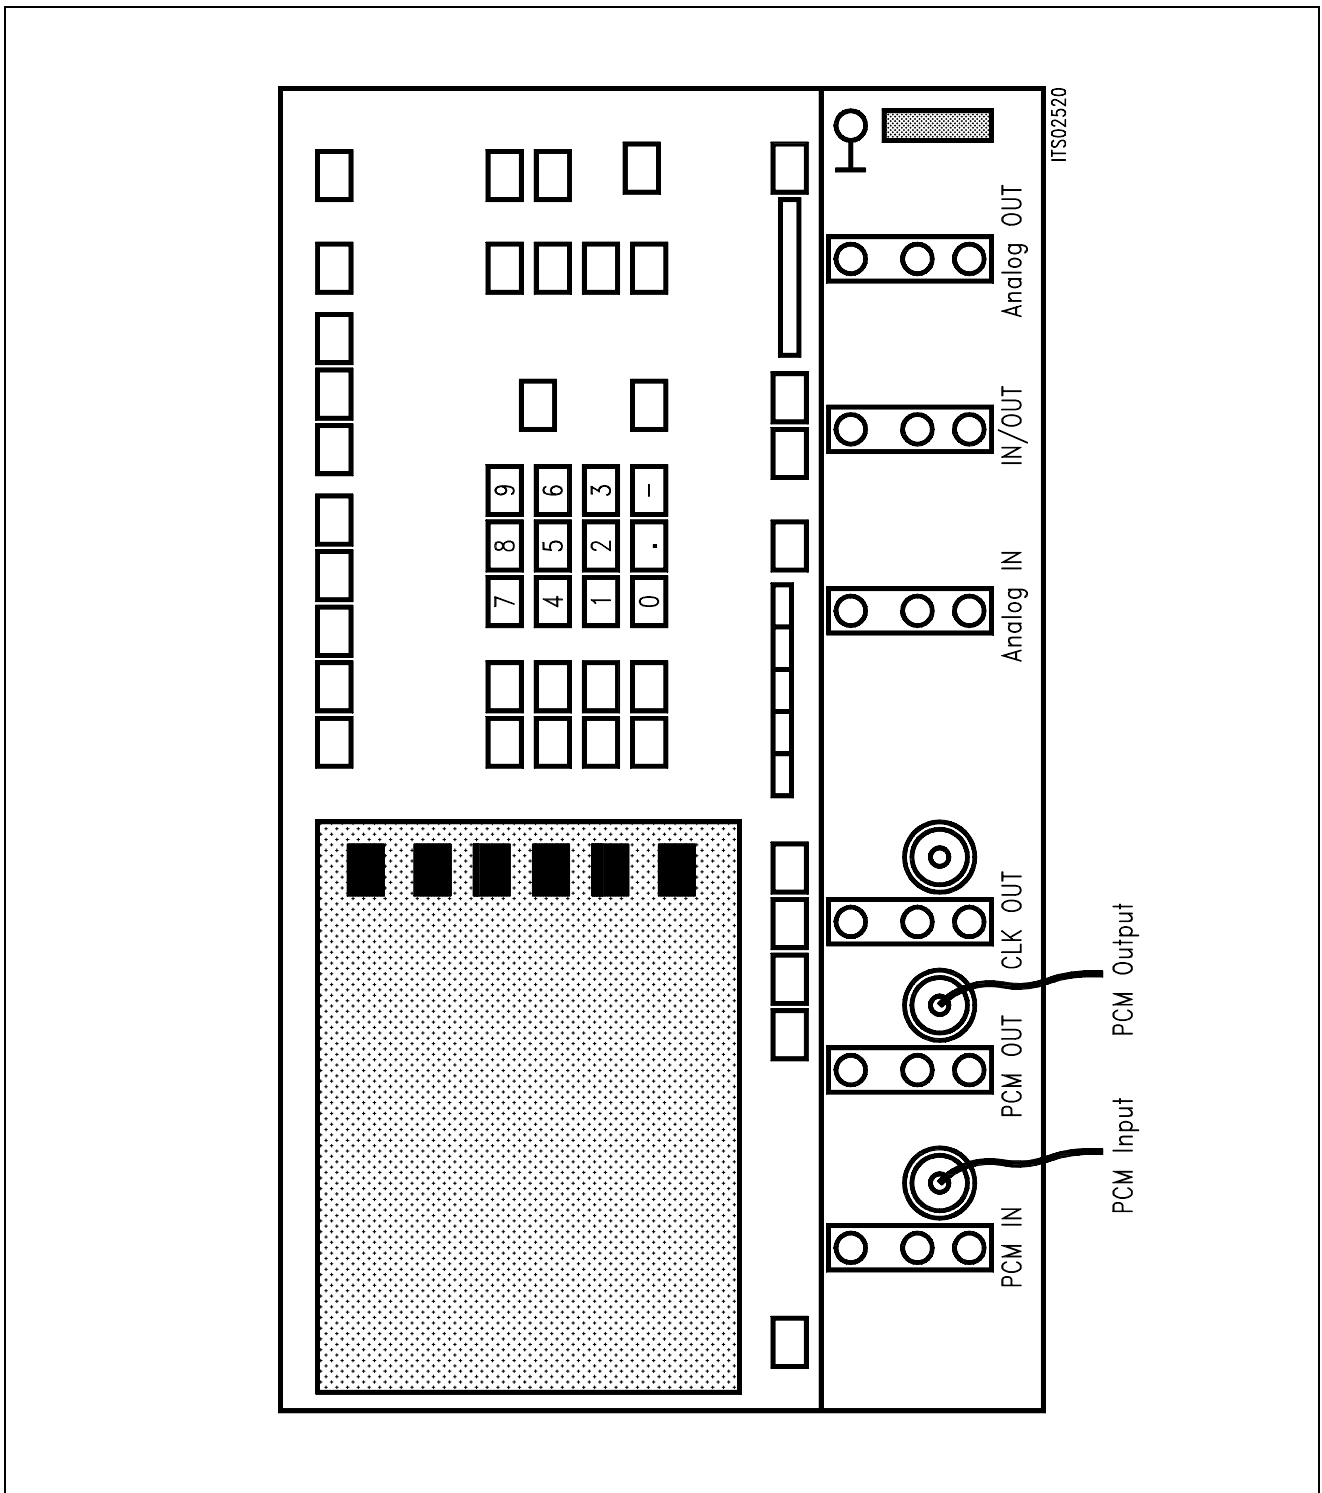 7 8 9
4 5 6
1 2 3
0 . -
PCM IN
PCM OUT
CLK OUT
Analog IN
IN/OUT
Analog OUT
PCM Input
PCM Output
ITS02520